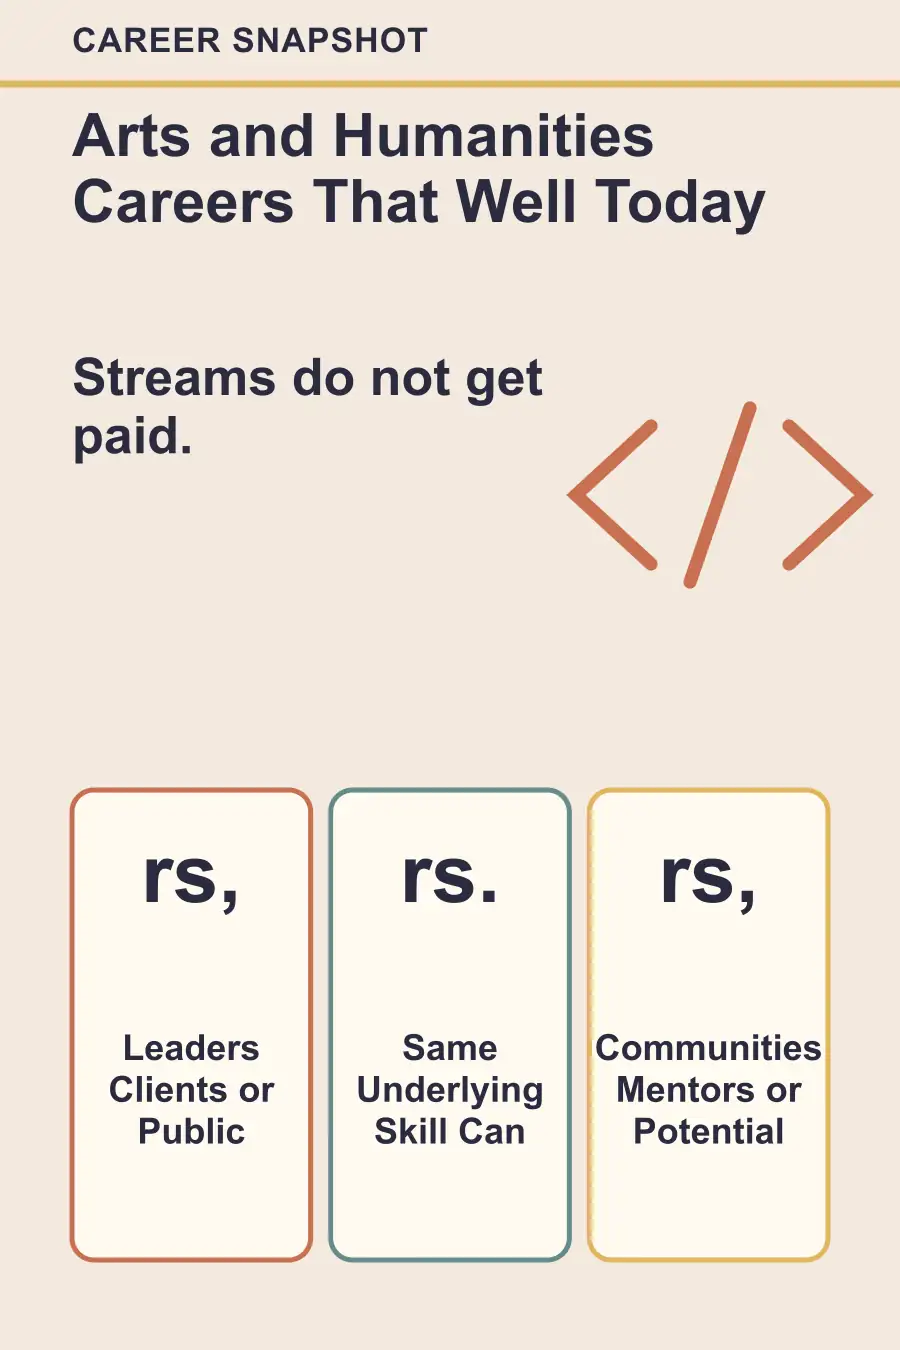 CAREER SNAPSHOT
Arts and Humanities
Careers That Well Today
Streams do not get
paid.
rs,
rs.
rs,
Leaders
Clients or
Public
Same
Underlying
Skill Can
Communities
Mentors or
Potential